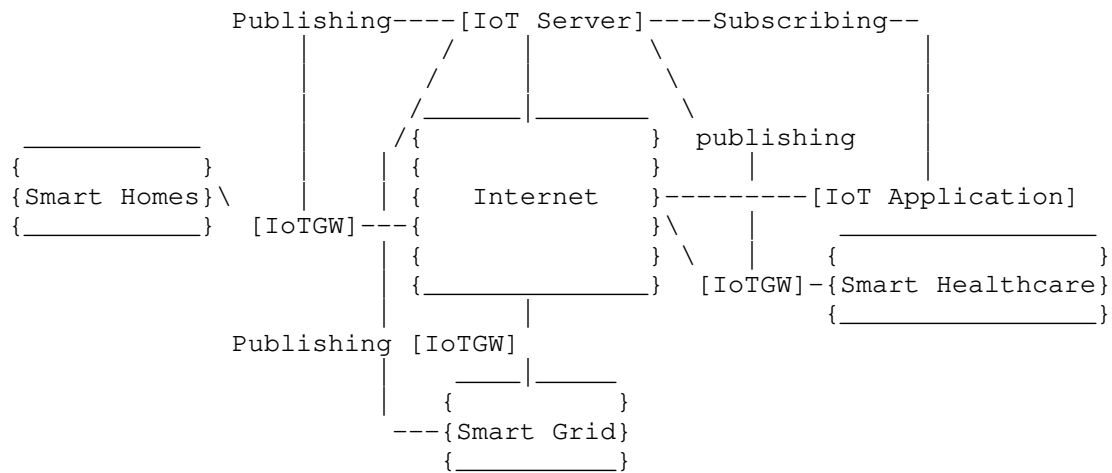 Publishing----[IoT Server]----Subscribing--
publishing
Smart Homes
Internet
[IoT Application]
[IoTGW]
[IoTGW]
Smart Healthcare
Publishing [IoTGW]
Smart Grid